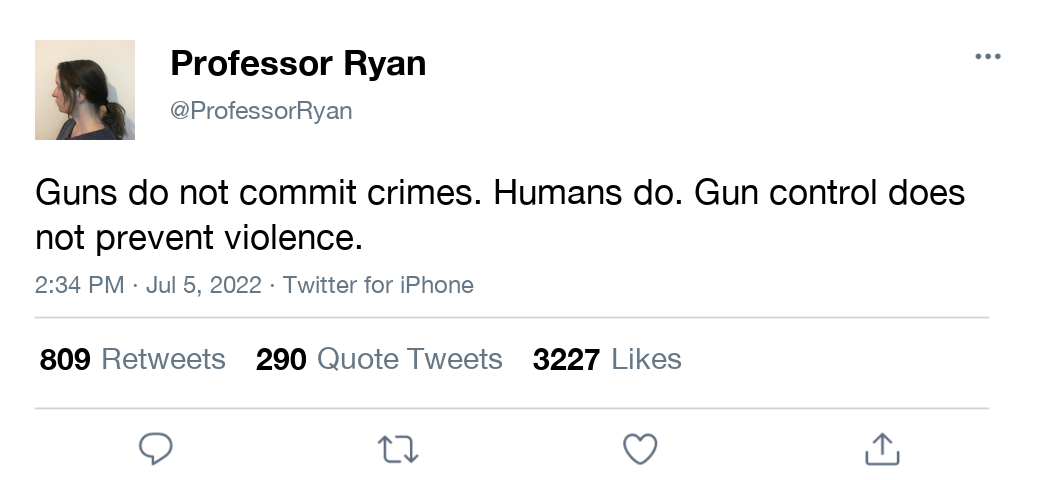 Professor Ryan
@ProfessorRyan
Guns do not commit crimes. Humans do. Gun control does
not prevent violence.
2:34 PM · Jul 5, 2022 · Twitter for iPhone
809 Retweets 290 Quote Tweets 3227 Likes